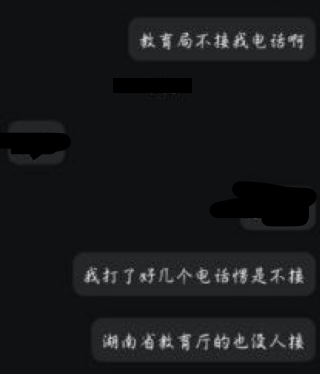 教育局不接我电话啊
我打了好几个电话愣是不接
湖南省教育厅的也没人接